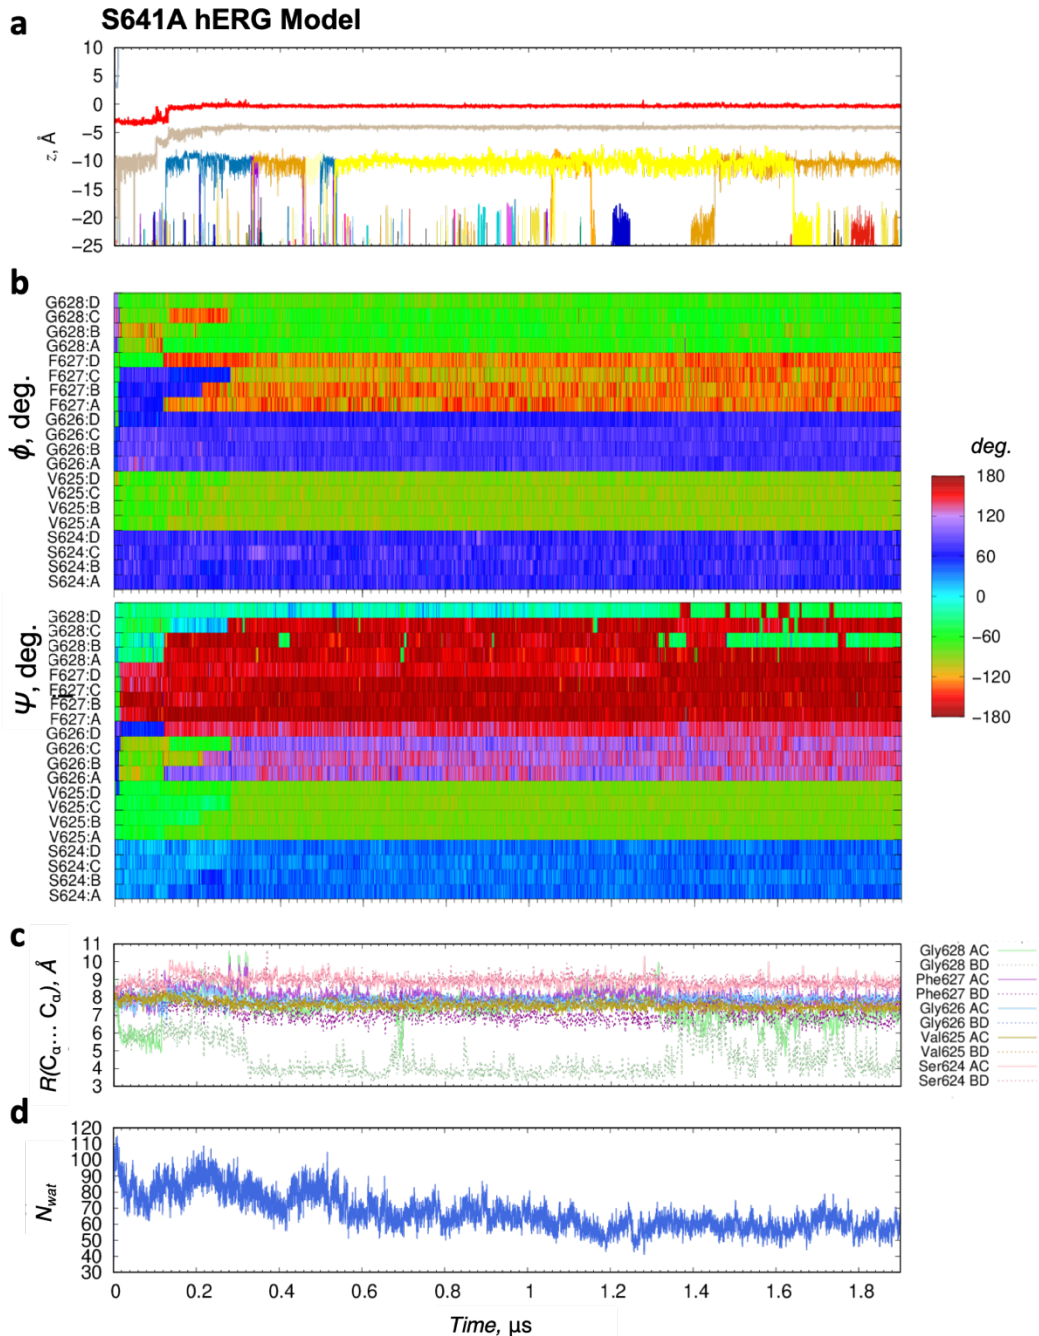 a
S641A hERG Model
10
5
0
−5
−10
−15
−20
−25
z, Å
b
G628:D
G628:C
G628:B
G628:A
F627:D
F627:C
F627:B
F627:A
G626:D
G626:C
G626:B
G626:A
V625:D
V625:C
V625:B
V625:A
S624:D
S624:C
S624:B
S624:A
ϕ, deg.
deg.
180
120
60
0
−60
−120
−180
G628:D
G628:C
G628:B
G628:A
F627:D
F627:C
F627:B
F627:A
G626:D
G626:C
G626:B
G626:A
V625:D
V625:C
V625:B
V625:A
S624:D
S624:C
S624:B
S624:A
Ψ, deg.
c
11
10
9
8
7
6
5
4
3
R(Cα... Cα), Å
Gly628 AC
Gly628 BD
Phe627 AC
Phe627 BD
Gly626 AC
Gly626 BD
Val625 AC
Val625 BD
Ser624 AC
Ser624 BD
d
120
110
100
90
80
70
60
50
40
30
Nwat
0 0.2 0.4 0.6 0.8 1 1.2 1.4 1.6 1.8
Time, μs